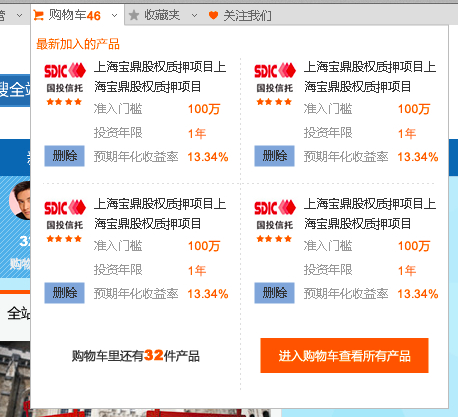 管 购物车46 收藏夹 关注我们
最新加入的产品
搜全站
SDIC
国投信托
上海宝鼎股权质押项目上
海宝鼎股权质押项目
准入门槛 100万
投资年限 1年
删除 预期年化收益率 13.34%
SDIC
国投信托
上海宝鼎股权质押项目上
海宝鼎股权质押项目
准入门槛 100万
投资年限 1年
删除 预期年化收益率 13.34%
SDIC
国投信托
上海宝鼎股权质押项目上
海宝鼎股权质押项目
准入门槛 100万
投资年限 1年
删除 预期年化收益率 13.34%
SDIC
国投信托
上海宝鼎股权质押项目上
海宝鼎股权质押项目
准入门槛 100万
投资年限 1年
删除 预期年化收益率 13.34%
购物
全站
购物车里还有32件产品
进入购物车查看所有产品